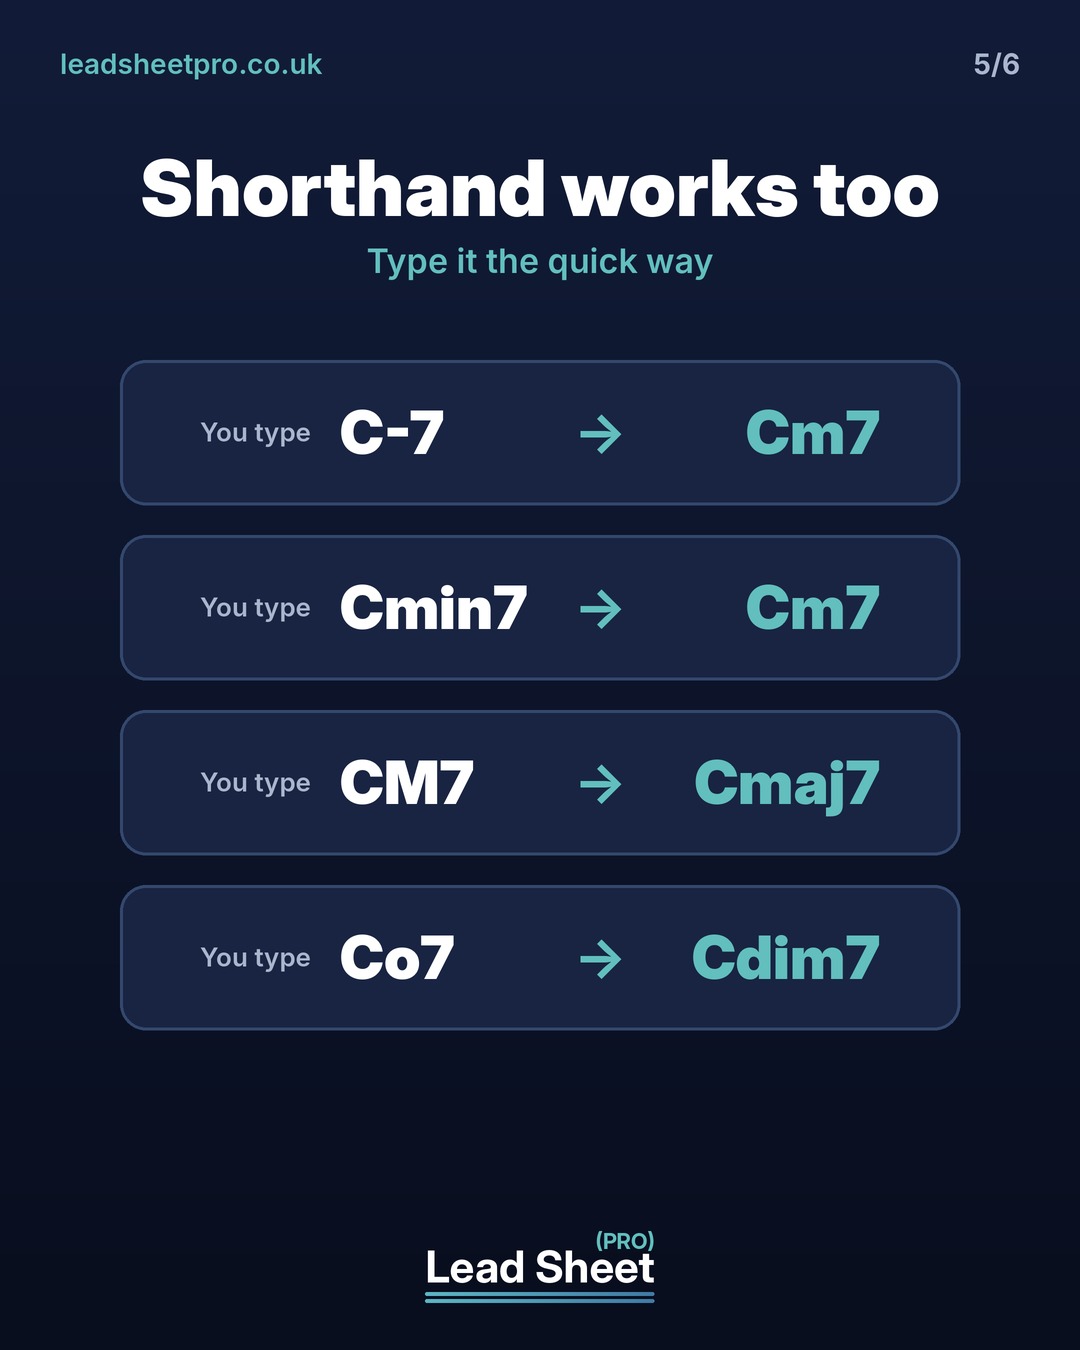 leadsheetpro.co.uk
5/6
Shorthand works too
Type it the quick way
You type C-7 → Cm7
You type Cmin7 → Cm7
You type CM7 → Cmaj7
You type Co7 → Cdim7
(PRO)
Lead Sheet